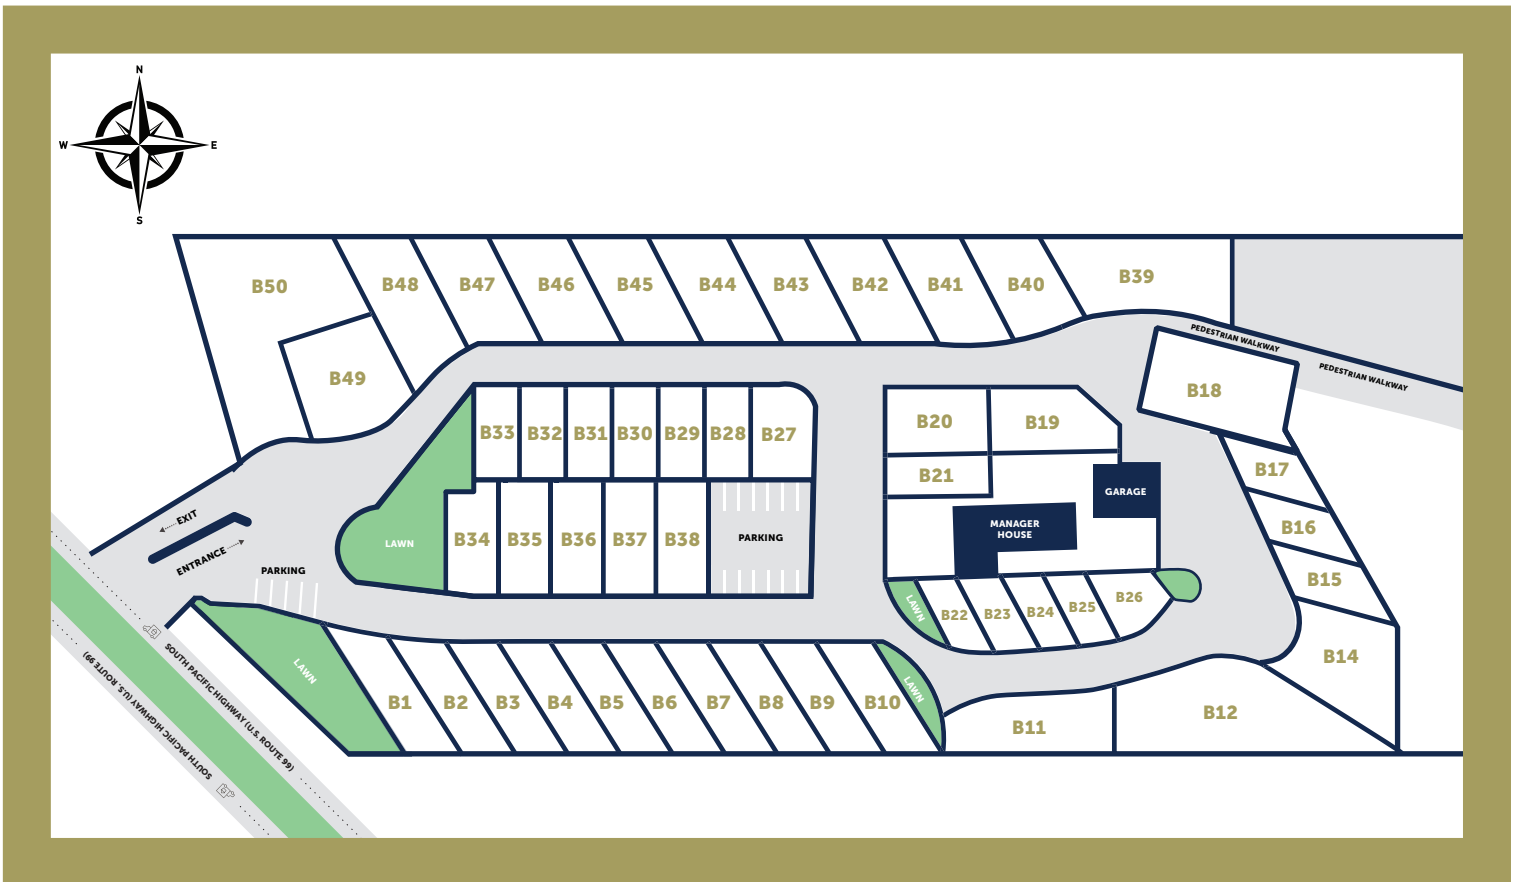 N
W
E
S
B50
B48
B47
B46
B45
B44
B43
B42
B41
B40
B39
B49
PEDESTRIAN WALKWAY
PEDESTRIAN WALKWAY
B18
B33
B32
B31
B30
B29
B28
B27
B20
B19
B21
B17
GARAGE
MANAGER
HOUSE
B16
B15
EXIT
ENTRANCE
PARKING
LAWN
B34
B35
B36
B37
B38
PARKING
LAWN
B22
B23
B24
B25
B26
B14
LAWN
B1
B2
B3
B4
B5
B6
B7
B8
B9
B10
LAWN
B11
B12
SOUTH PACIFIC HIGHWAY (U.S. ROUTE 99)
SOUTH PACIFIC HIGHWAY (U.S. ROUTE 99)